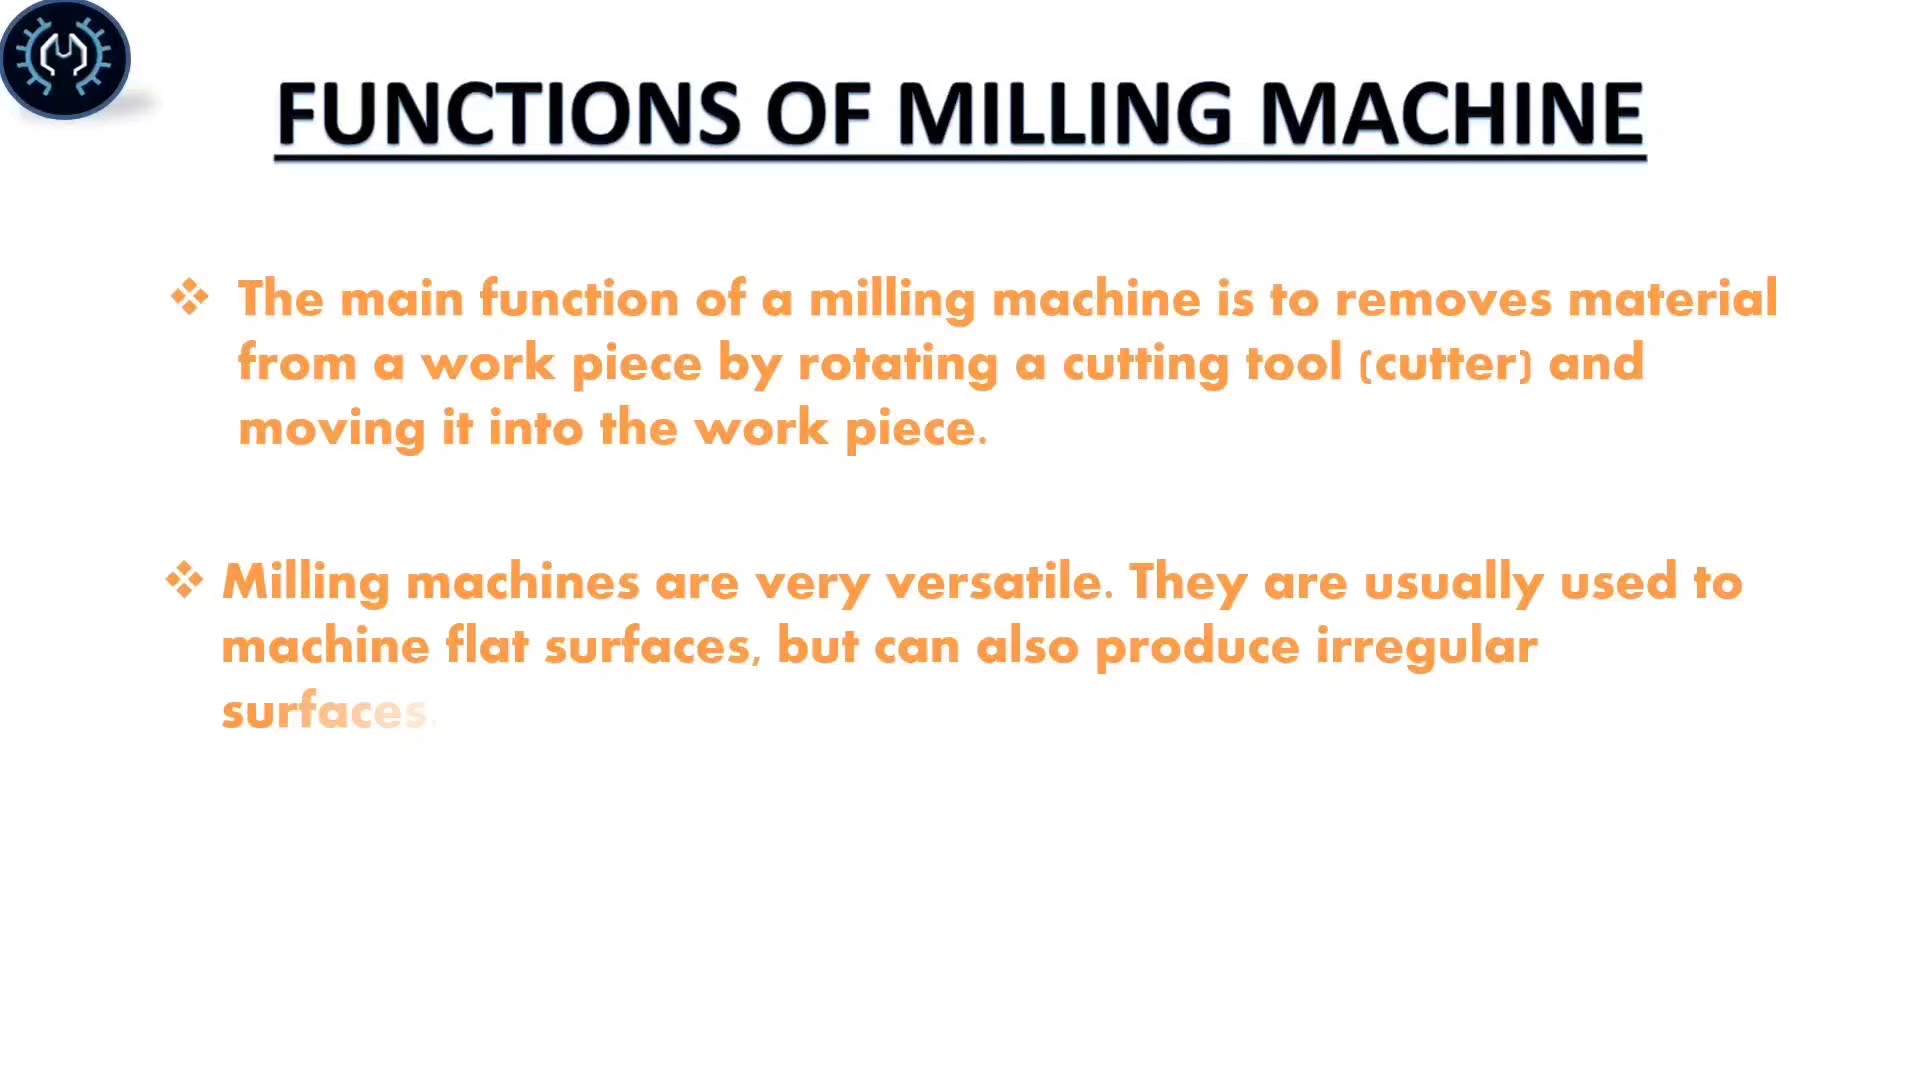 FUNCTIONS OF MILLING MACHINE
❖ The main function of a milling machine is to removes material
from a work piece by rotating a cutting tool (cutter) and
moving it into the work piece.
❖ Milling machines are very versatile. They are usually used to
machine flat surfaces, but can also produce irregular
surfaces.